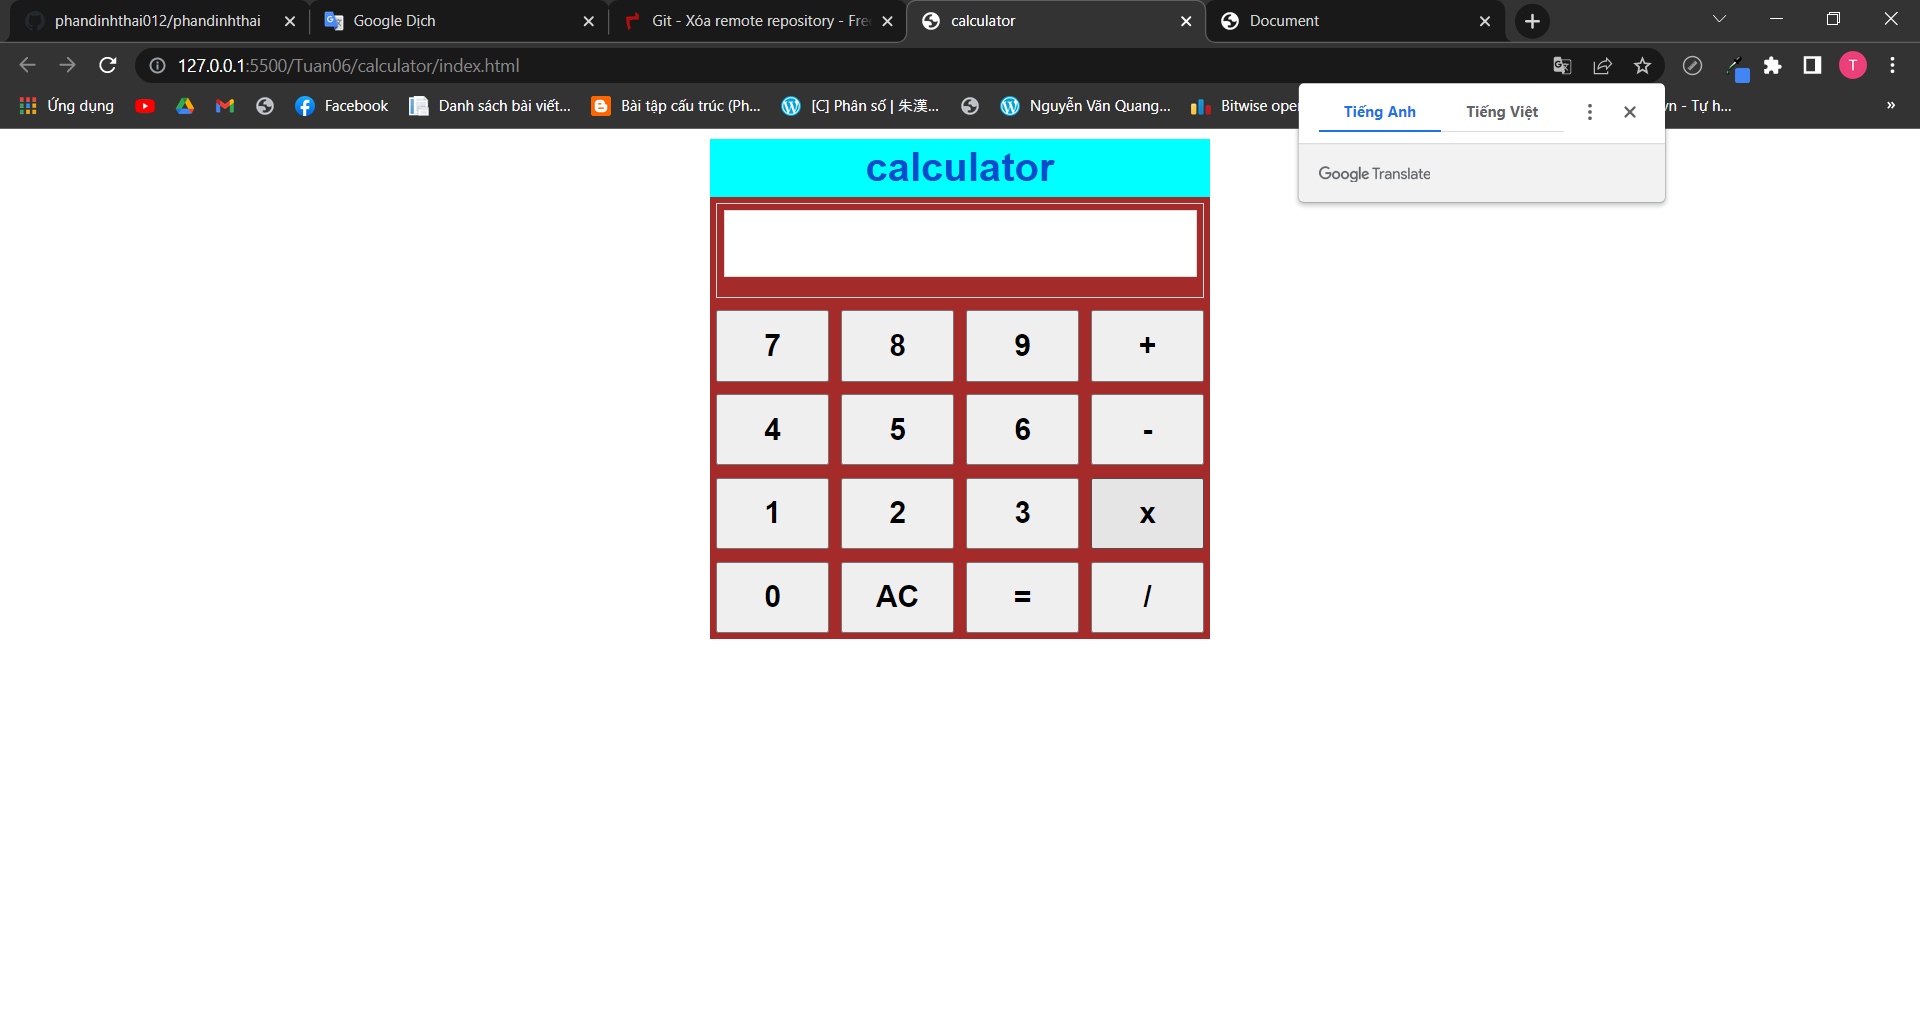 phandinhthai012/phandinhthai
Google Dịch
Git - Xóa remote repository - Fre
calculator
Document
127.0.0.1:5500/Tuan06/calculator/index.html
T
Ứng dụng
Facebook
Danh sách bài viết...
Bài tập cấu trúc (Ph...
[C] Phân số | 朱漢...
Nguyễn Văn Quang...
Bitwise oper
vn - Tự h...
»
Tiếng Anh
Tiếng Việt
Google Translate
calculator
7 8 9 +
4 5 6 -
1 2 3 x
0 AC = /